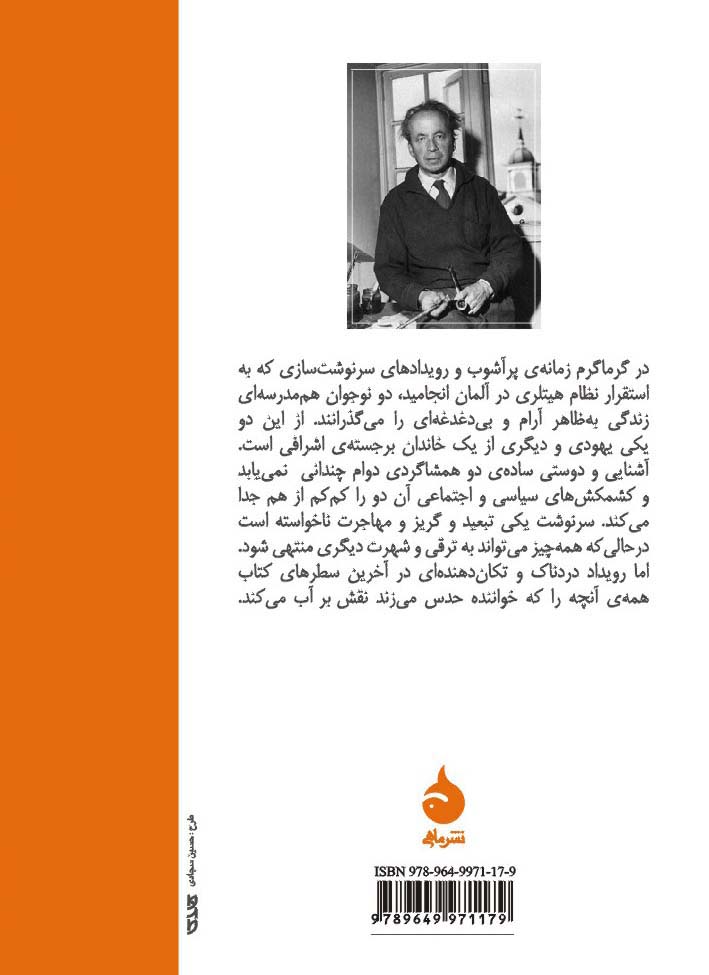 در گرماگرم زمانه‌ی پرآشوب و رویدادهای سرنوشت‌سازی که به
استقرار نظام هیتلری در آلمان انجامید، دو نوجوان هم‌مدرسه‌ای
زندگی به‌ظاهر آرام و بی‌دغدغه‌ای را می‌گذرانند. از این دو
یکی یهودی و دیگری از یک خاندان برجسته‌ی اشرافی است.
آشنایی و دوستی ساده‌ی دو همشاگردی دوام چندانی نمی‌یابد
و کشمکش‌های سیاسی و اجتماعی آن دو را کم‌کم از هم جدا
می‌کند. سرنوشت یکی تبعید و گریز و مهاجرت ناخواسته است
درحالی‌که همه‌چیز می‌تواند به ترقی و شهرت دیگری منتهی شود.
اما رویداد دردناک و تکان‌دهنده‌ای در آخرین سطرهای کتاب
همه‌ی آنچه را که خواننده حدس می‌زند نقش بر آب می‌کند.
طرح: حسین سجادی
نشر ماهی
ISBN 978-964-9971-17-9
9 789649 971179